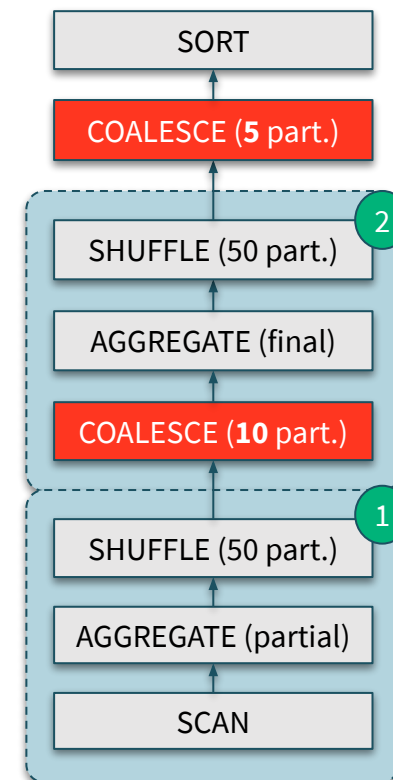 SORT
COALESCE (5 part.)
2
SHUFFLE (50 part.)
AGGREGATE (final)
COALESCE (10 part.)
1
SHUFFLE (50 part.)
AGGREGATE (partial)
SCAN